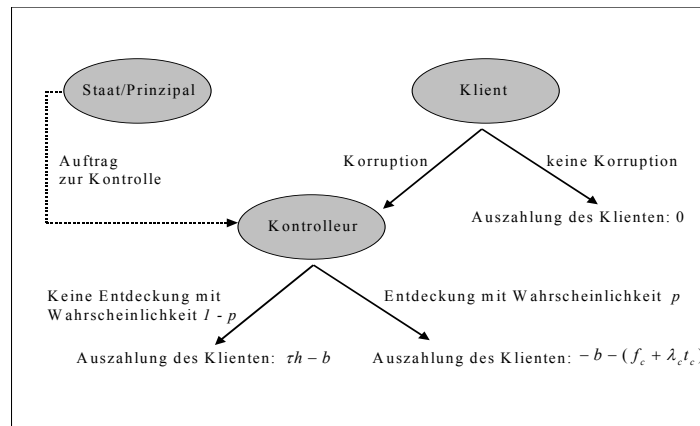 Staat/Prinzipal
Klient
Auftrag
zur Kontrolle
Korruption
keine Korruption
Kontrolleur
Auszahlung des Klienten: 0
Keine Entdeckung mit
Wahrscheinlichkeit 1 - p
Entdeckung mit Wahrscheinlichkeit p
Auszahlung des Klienten: τh − b
Auszahlung des Klienten: − b − ( f_c + λ_c t_c )